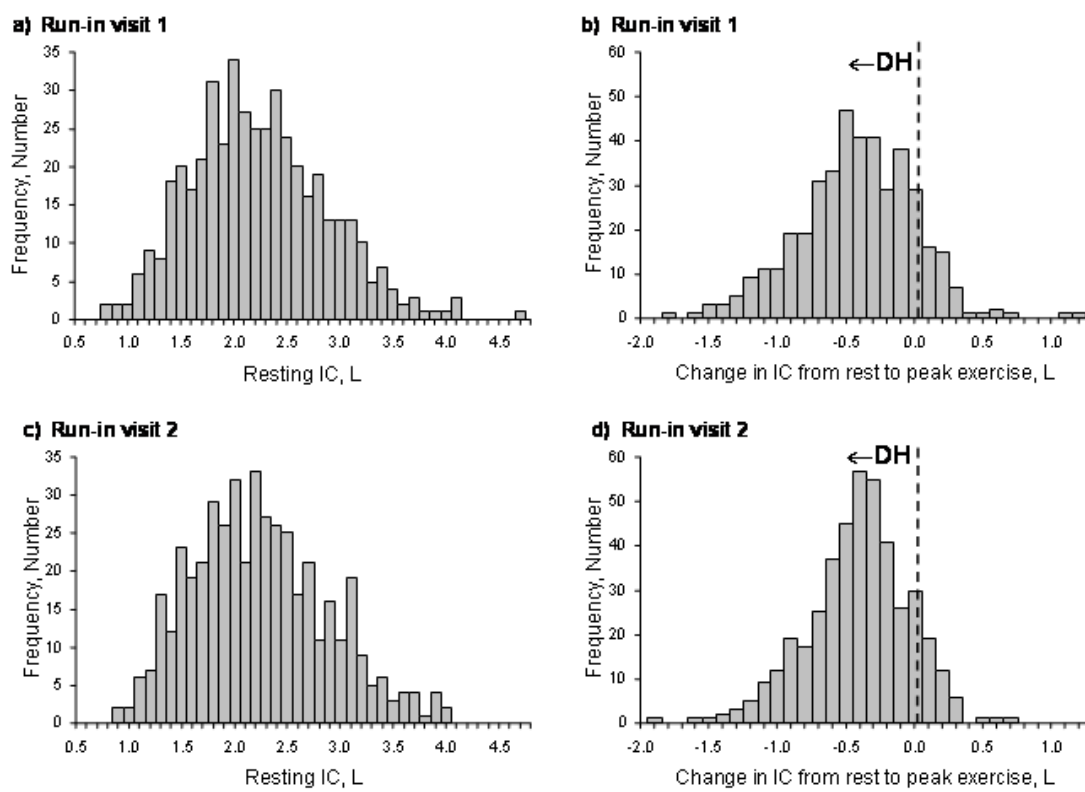 a) Run-in visit 1
35
30
25
20
15
10
5
0
Frequency, Number
0.5 1.0 1.5 2.0 2.5 3.0 3.5 4.0 4.5
Resting IC, L
b) Run-in visit 1
←DH
60
50
40
30
20
10
0
Frequency, Number
-2.0 -1.5 -1.0 -0.5 0.0 0.5 1.0
Change in IC from rest to peak exercise, L
c) Run-in visit 2
35
30
25
20
15
10
5
0
Frequency, Number
0.5 1.0 1.5 2.0 2.5 3.0 3.5 4.0 4.5
Resting IC, L
d) Run-in visit 2
←DH
60
50
40
30
20
10
0
Frequency, Number
-2.0 -1.5 -1.0 -0.5 0.0 0.5 1.0
Change in IC from rest to peak exercise, L